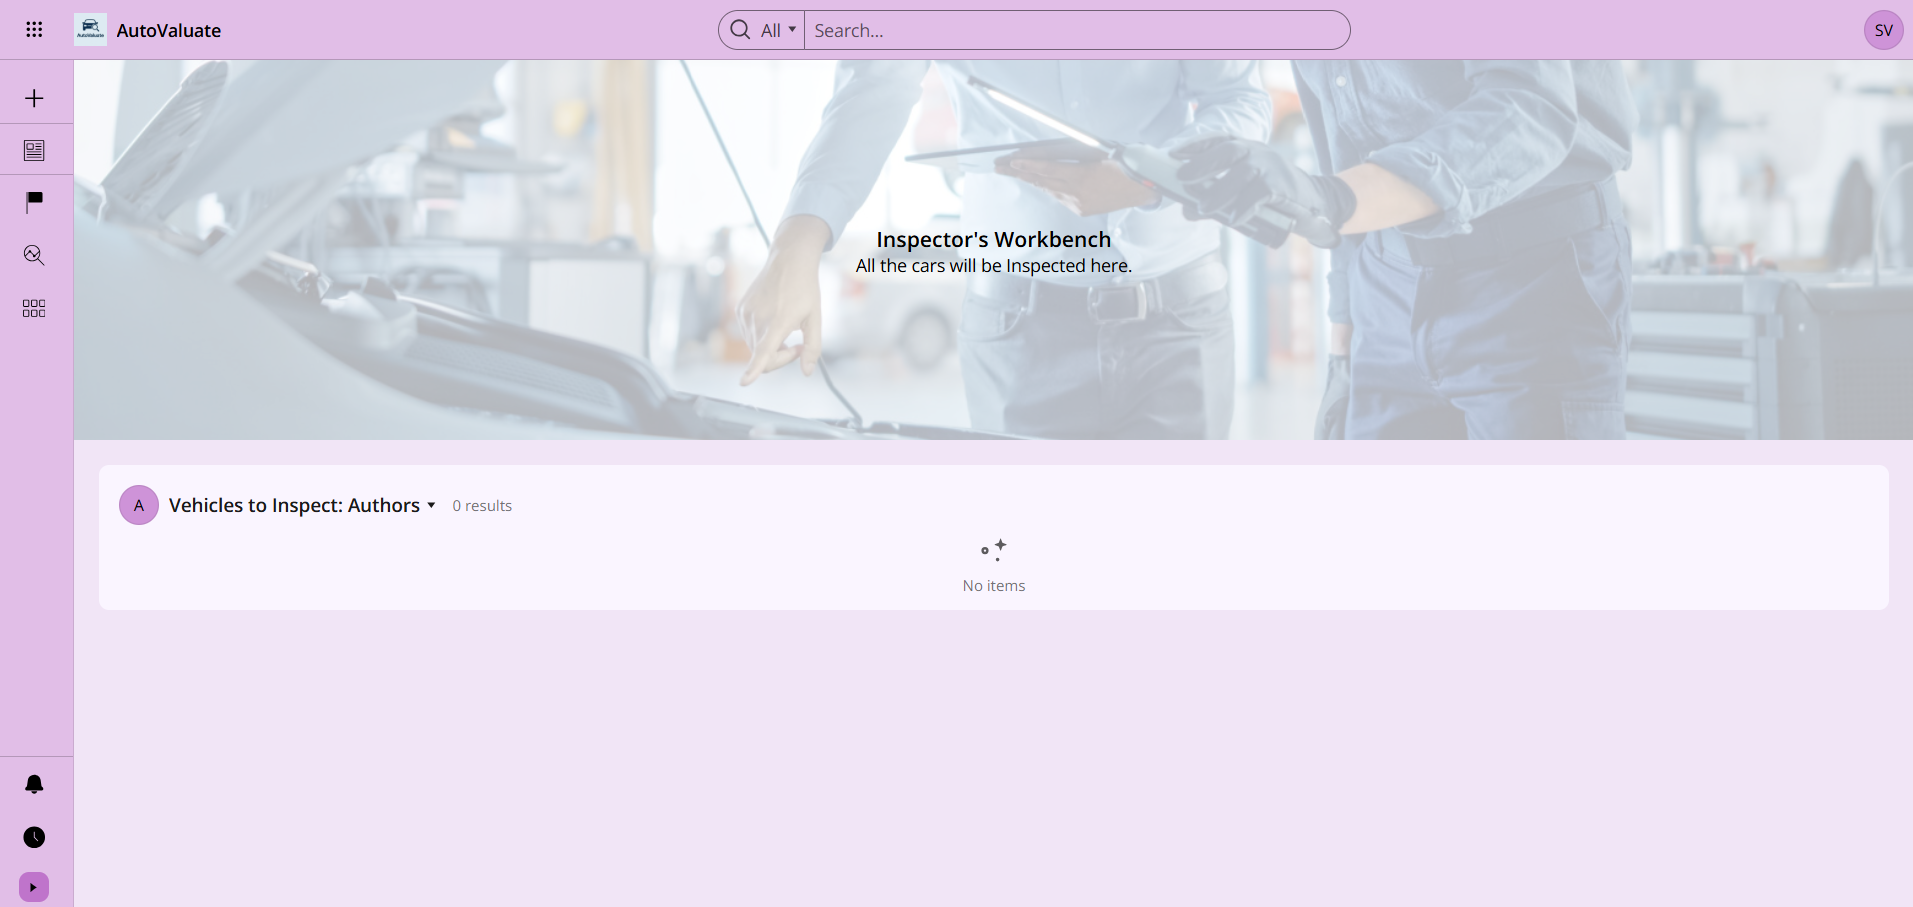 AutoValuate
AutoValuate
All
Search...
SV
Inspector's Workbench
All the cars will be Inspected here.
A
Vehicles to Inspect: Authors
0 results
No items